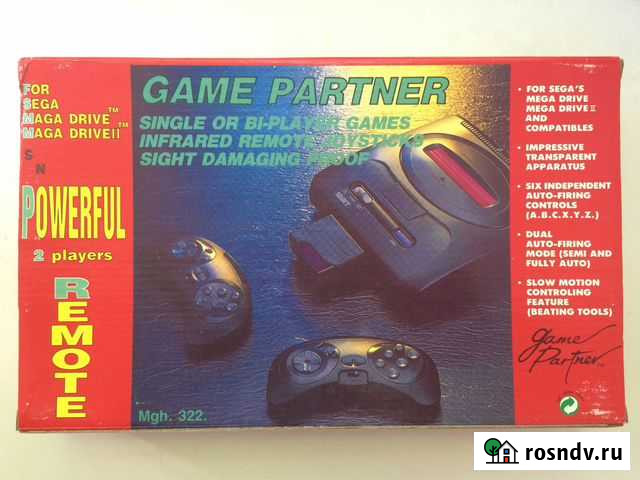 FOR
SEGA
MAGA DRIVE™
MAGA DRIVEII™
S
N
POWERFUL
2 players
REMOTE
GAME PARTNER
SINGLE OR BI-PLAYER GAMES
INFRARED REMOTE JOYSTICKS
SIGHT DAMAGING PROOF
Mgh. 322.
• FOR SEGA'S
MEGA DRIVE
MEGA DRIVE II
AND
COMPATIBLES
• IMPRESSIVE
TRANSPARENT
APPARATUS
• SIX INDEPENDENT
AUTO-FIRING
CONTROLS
(A.B.C.X.Y.Z.)
• DUAL
AUTO-FIRING
MODE (SEMI AND
FULLY AUTO)
• SLOW MOTION
CONTROLING
FEATURE
(BEATING TOOLS)
Game
Partner
rosndv.ru